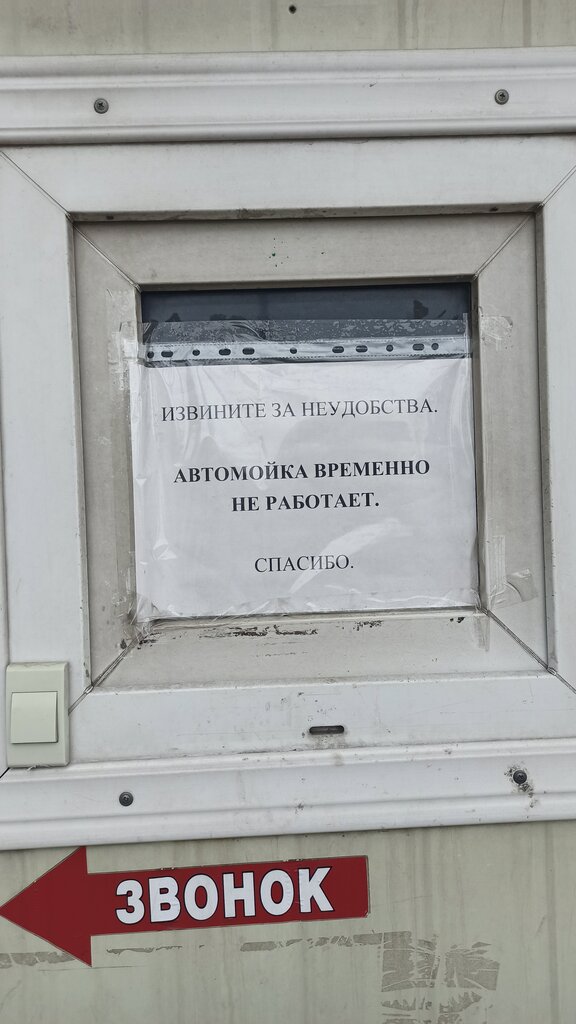 ИЗВИНИТЕ ЗА НЕУДОБСТВА.
АВТОМОЙКА ВРЕМЕННО
НЕ РАБОТАЕТ.
СПАСИБО.
ЗВОНОК